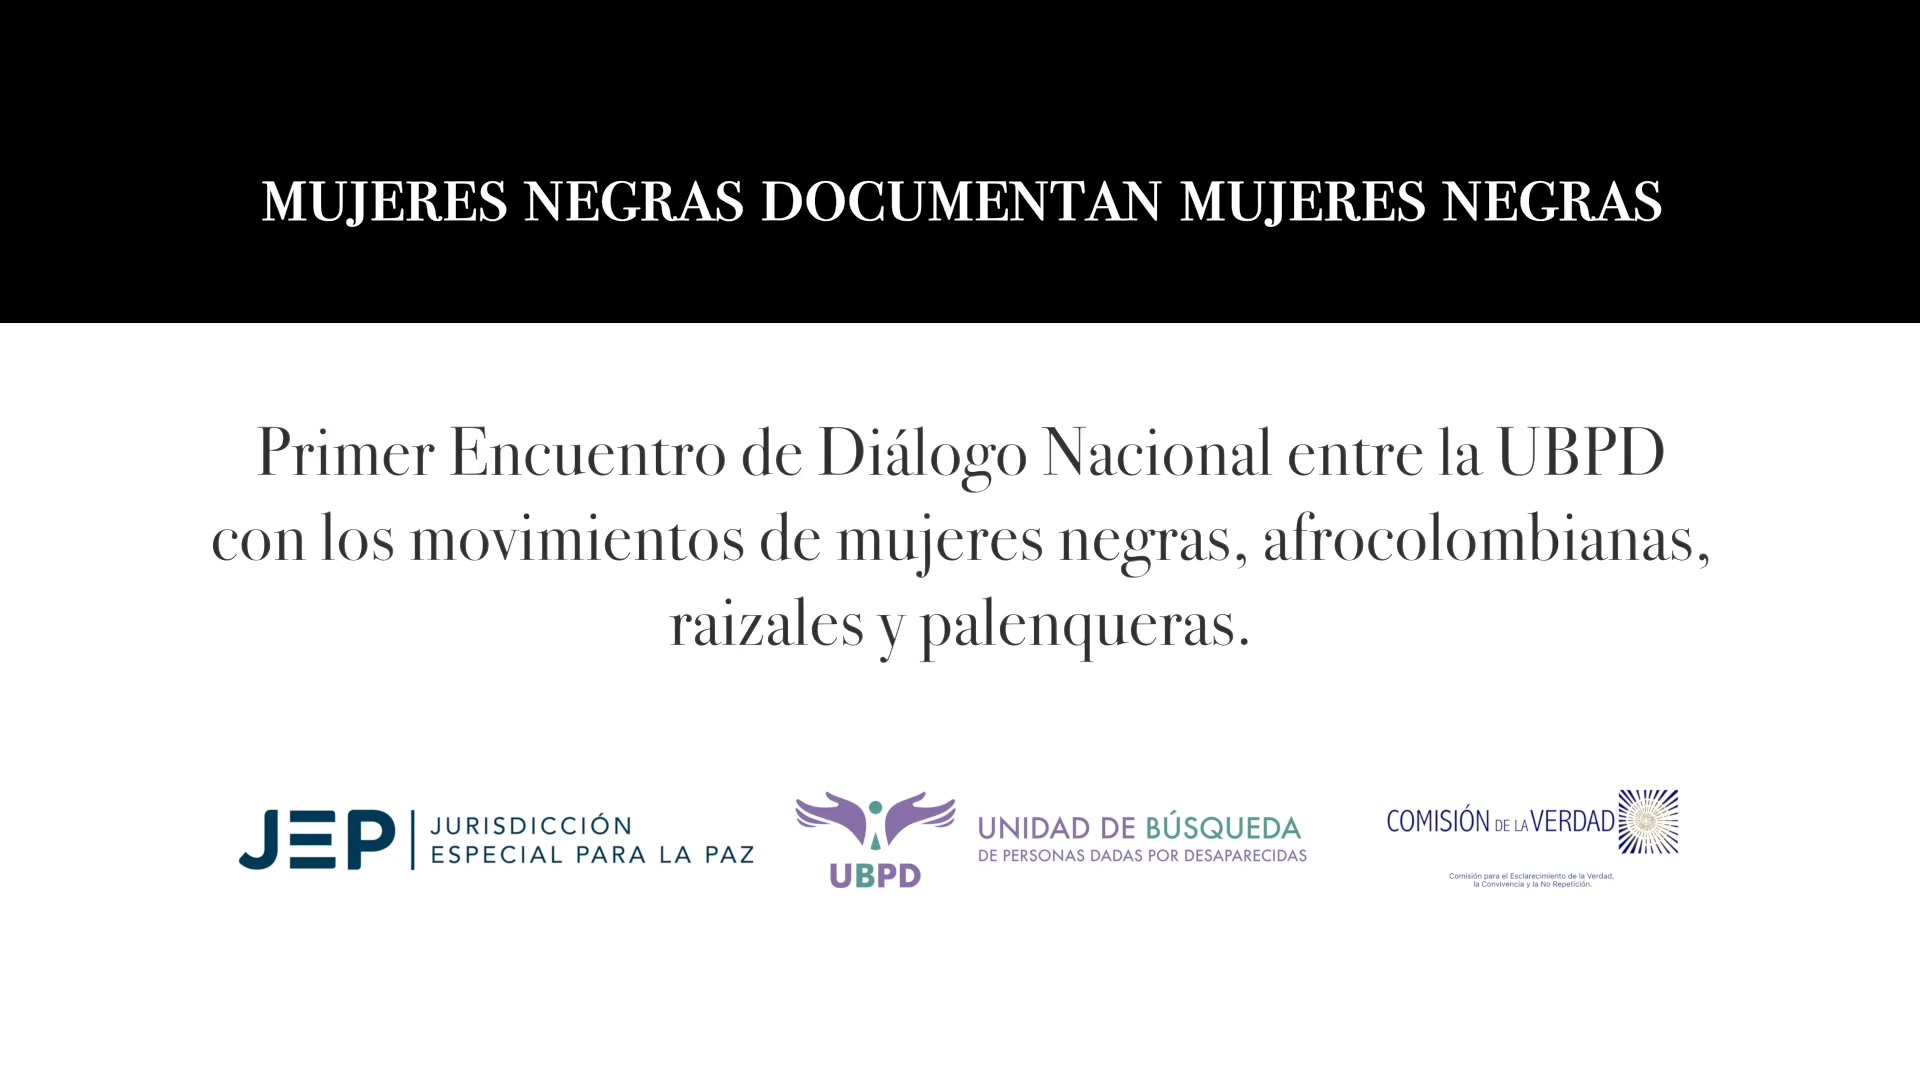 MUJERES NEGRAS DOCUMENTAN MUJERES NEGRAS
Primer Encuentro de Diálogo Nacional entre la UBPD
con los movimientos de mujeres negras, afrocolombianas,
raizales y palenqueras.
JEP
JURISDICCIÓN
ESPECIAL PARA LA PAZ
UBPD
UNIDAD DE BÚSQUEDA
DE PERSONAS DADAS POR DESAPARECIDAS
COMISIÓN DE LA VERDAD
Comisión para el Esclarecimiento de la Verdad,
la Convivencia y la No Repetición.